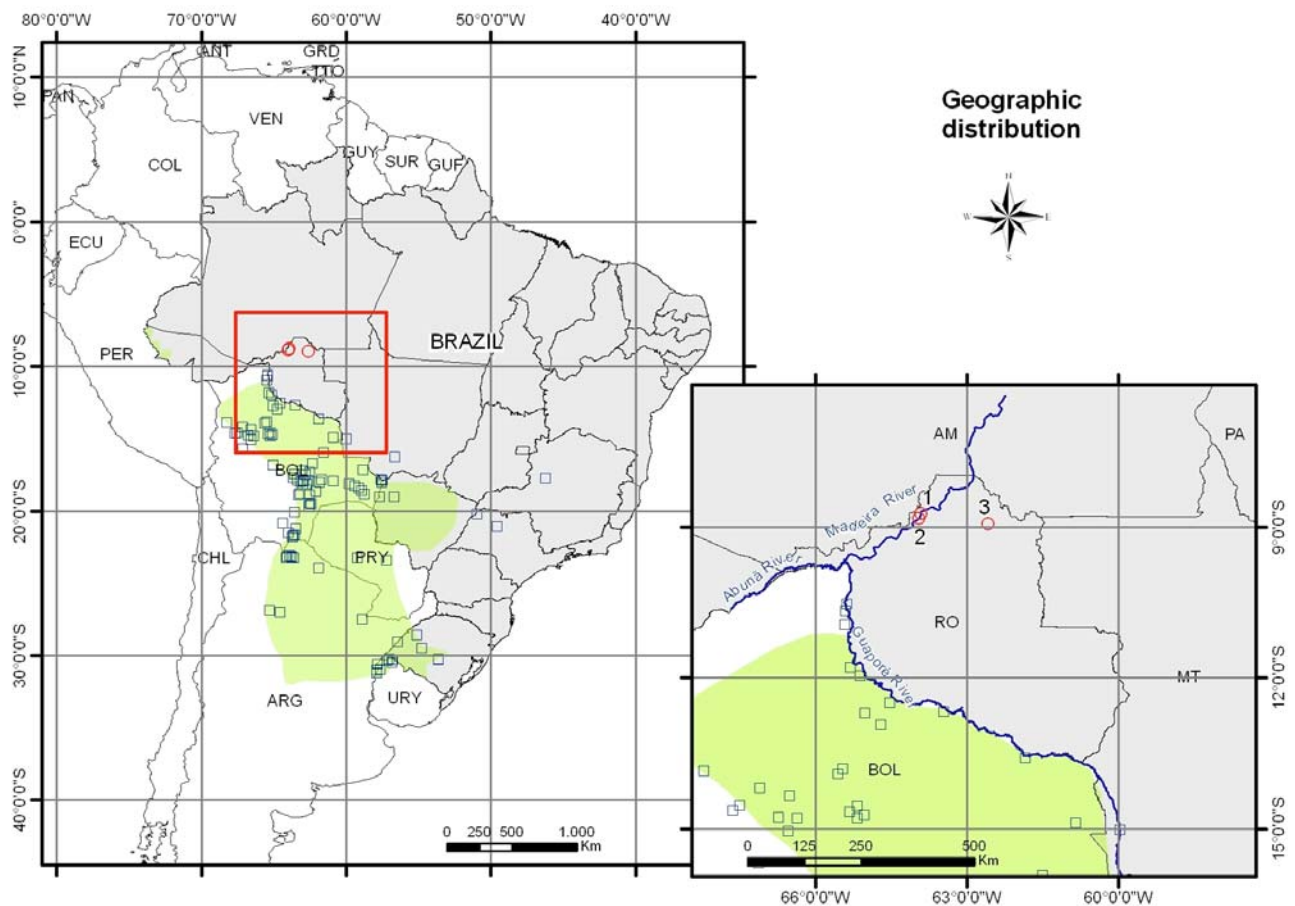 80°0'0"W 70°0'0"W 60°0'0"W 50°0'0"W 40°0'0"W
10°0'0"N
0°0'0"
10°0'0"S
20°0'0"S
30°0'0"S
40°0'0"S
ANT
GRD
TTO
PAN
VEN
GUY
SUR
GUF
COL
ECU
PER
BRAZIL
BOL
CHL
PRY
ARG
URY
0 250 500 1.000
Km
Geographic
distribution
N
W E
S
AM
PA
Madeira River
1
2
3
Abunã River
RO
Guaporé River
MT
BOL
0 125 250 500
Km
9°0'0"S
12°0'0"S
15°0'0"S
66°0'0"W 63°0'0"W 60°0'0"W